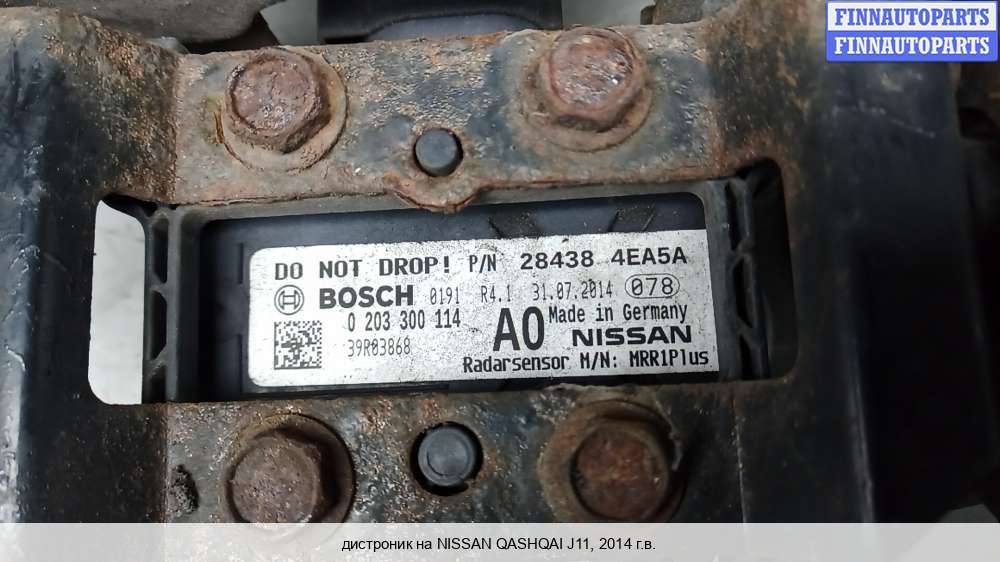 FINNAUTOPARTS
FINNAUTOPARTS
DO NOT DROP! P/N 28438 4EA5A
BOSCH 0191 R4.1 31.07.2014 078
0 203 300 114 A0 Made in Germany
39R03868 NISSAN
Radarsensor M/N: MRR1Plus
дистроник на NISSAN QASHQAI J11, 2014 г.в.